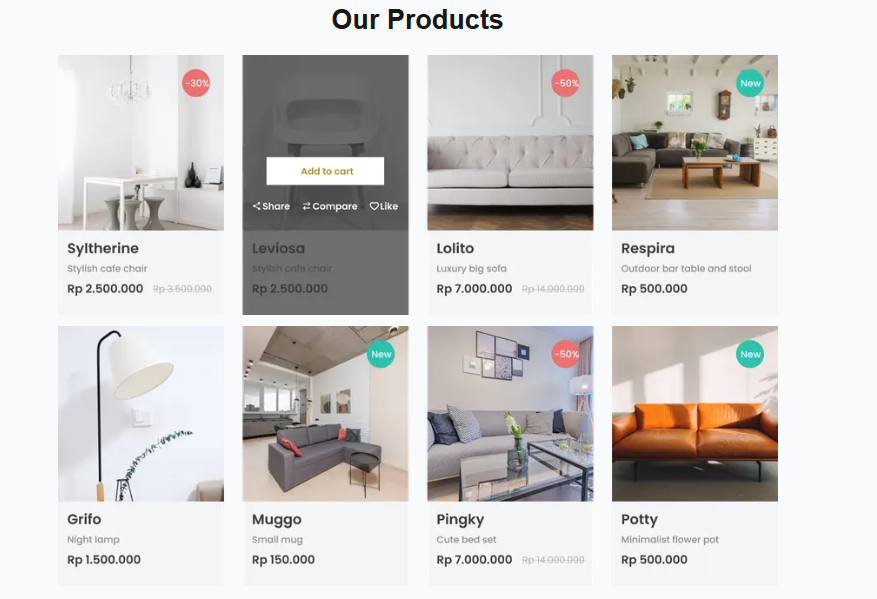 Our Products
-30%
Add to cart
Share Compare Like
-50%
New
Syltherine
Stylish cafe chair
Rp 2.500.000 Rp 3.500.000
Leviosa
Stylish cafe chair
Rp 2.500.000
Lolito
Luxury big sofa
Rp 7.000.000 Rp 14.000.000
Respira
Outdoor bar table and stool
Rp 500.000
New
-50%
New
Grifo
Night lamp
Rp 1.500.000
Muggo
Small mug
Rp 150.000
Pingky
Cute bed set
Rp 7.000.000 Rp 14.000.000
Potty
Minimalist flower pot
Rp 500.000